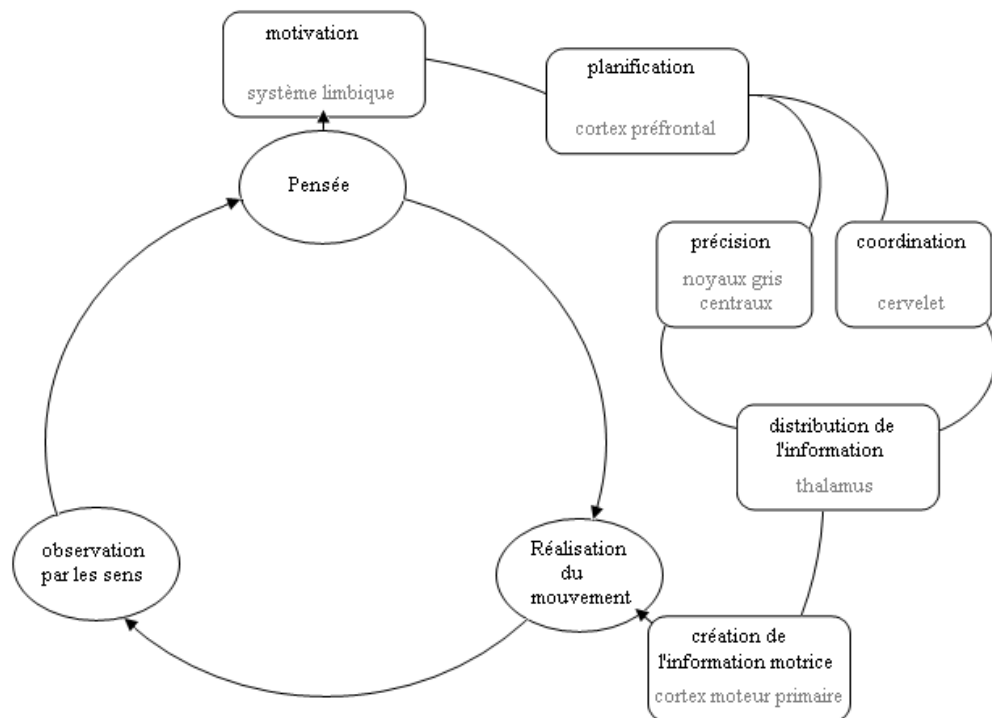 motivation
système limbique
planification
cortex préfrontal
Pensée
précision
noyaux gris
centraux
coordination
cervelet
distribution de
l'information
thalamus
observation
par les sens
Réalisation
du
mouvement
création de
l'information motrice
cortex moteur primaire